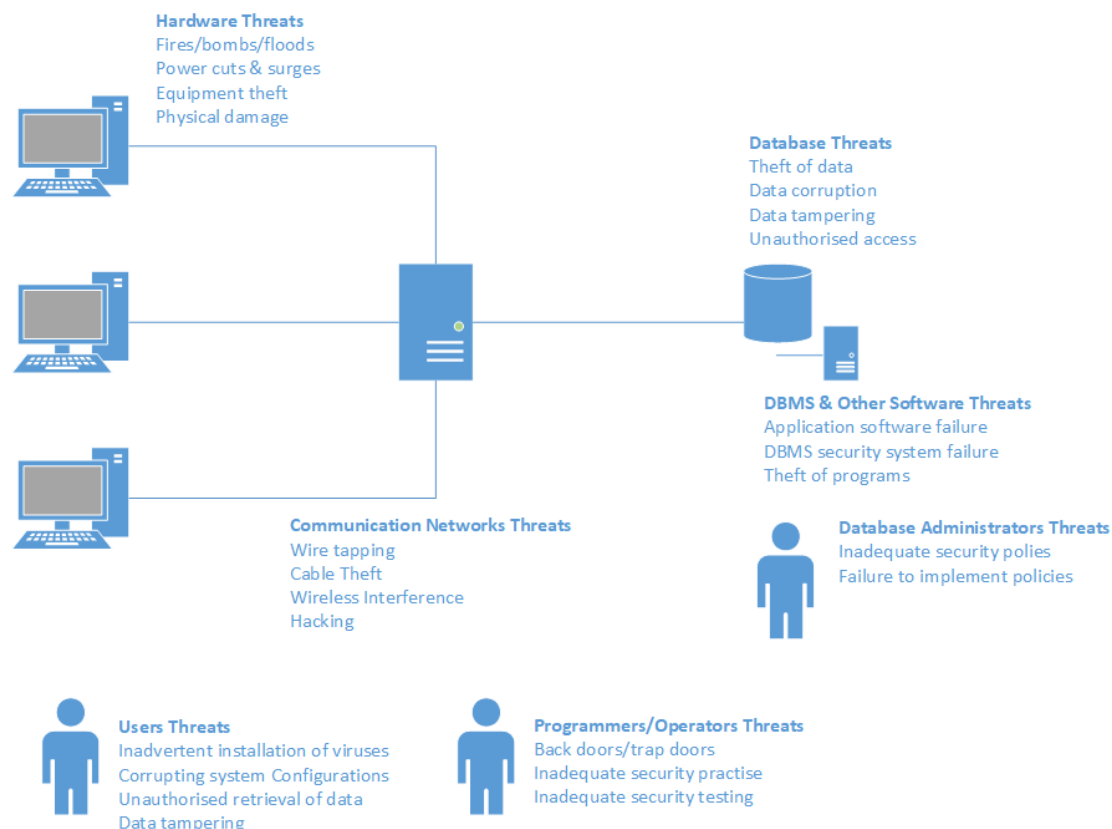 Hardware Threats
Fires/bombs/floods
Power cuts & surges
Equipment theft
Physical damage
Database Threats
Theft of data
Data corruption
Data tampering
Unauthorised access
DBMS & Other Software Threats
Application software failure
DBMS security system failure
Theft of programs
Communication Networks Threats
Wire tapping
Cable Theft
Wireless Interference
Hacking
Database Administrators Threats
Inadequate security polies
Failure to implement policies
Users Threats
Inadvertent installation of viruses
Corrupting system Configurations
Unauthorised retrieval of data
Data tampering
Programmers/Operators Threats
Back doors/trap doors
Inadequate security practise
Inadequate security testing